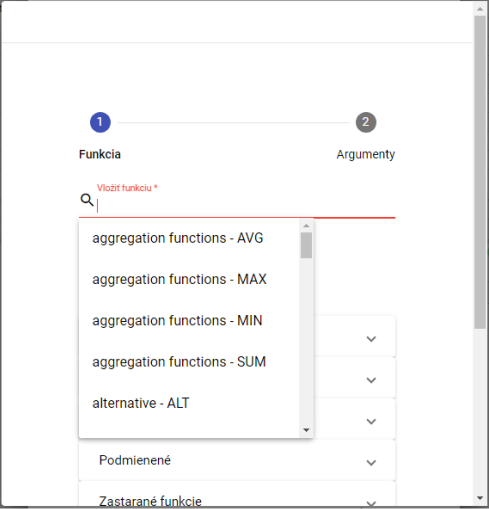 1
2
Funkcia
Argumenty
Vložiť funkciu *
aggregation functions - AVG
aggregation functions - MAX
aggregation functions - MIN
aggregation functions - SUM
alternative - ALT
Podmienené
Zastarané funkcie